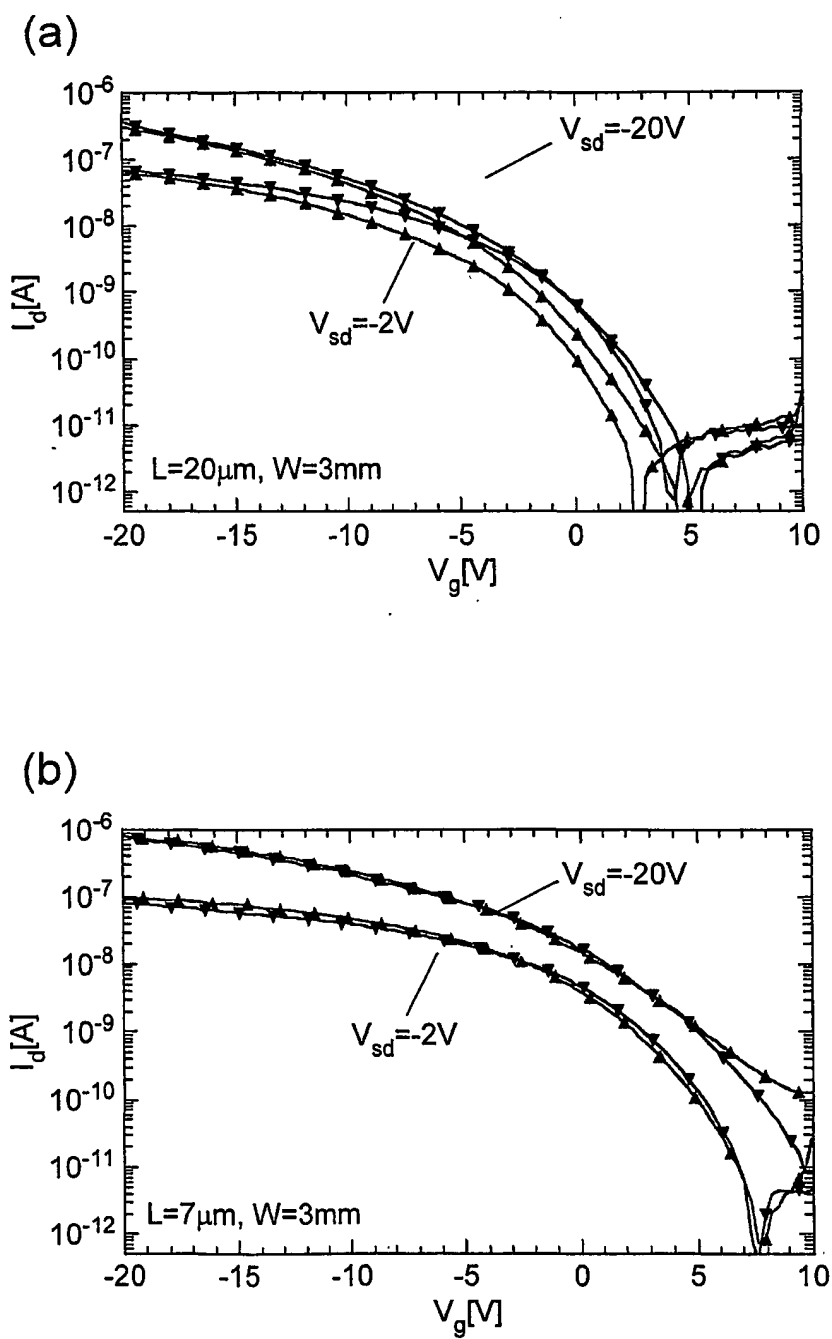 (a)
10⁻⁶
10⁻⁷
10⁻⁸
10⁻⁹
10⁻¹⁰
10⁻¹¹
10⁻¹²
I_d[A]
V_sd=-20V
V_sd=-2V
L=20μm, W=3mm
-20 -15 -10 -5 0 5 10
V_g[V]
(b)
10⁻⁶
10⁻⁷
10⁻⁸
10⁻⁹
10⁻¹⁰
10⁻¹¹
10⁻¹²
I_d[A]
V_sd=-20V
V_sd=-2V
L=7μm, W=3mm
-20 -15 -10 -5 0 5 10
V_g[V]